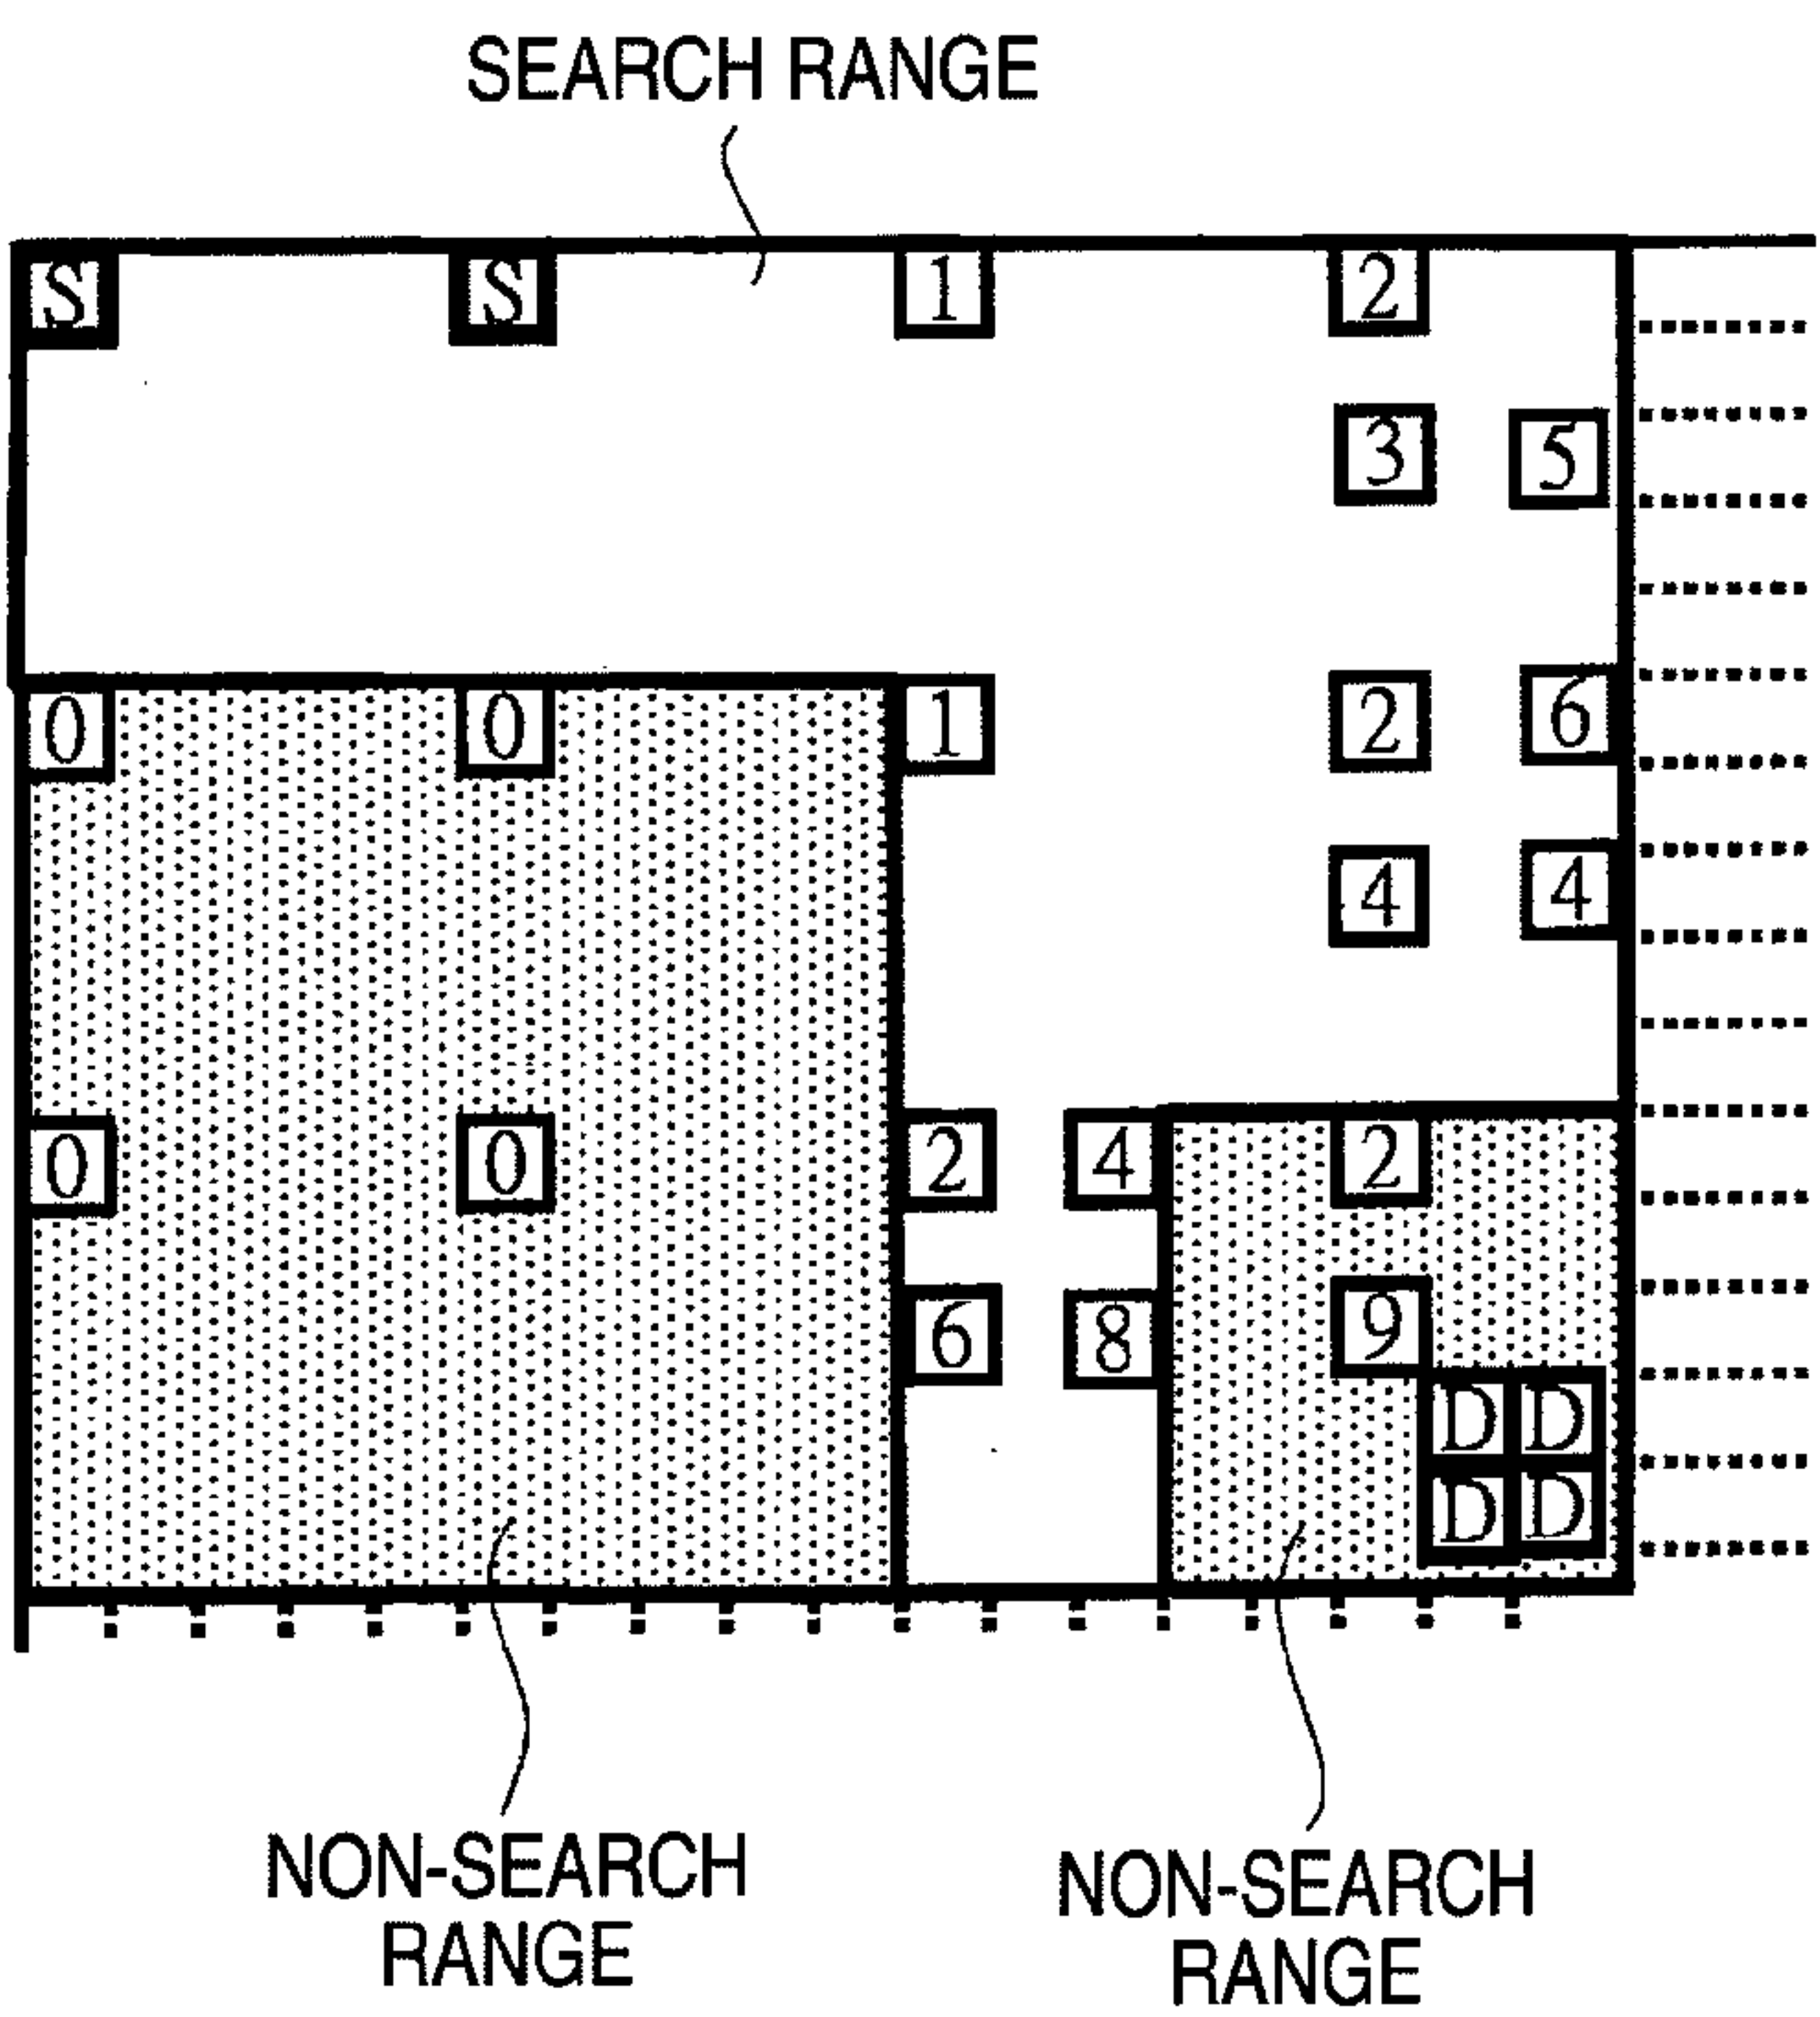 SEARCH RANGE
S S 1 2
3 5
0 0 1 2 6
4 4
0 0 2 4 2
6 8 9
D D
D D
NON-SEARCH
RANGE
NON-SEARCH
RANGE